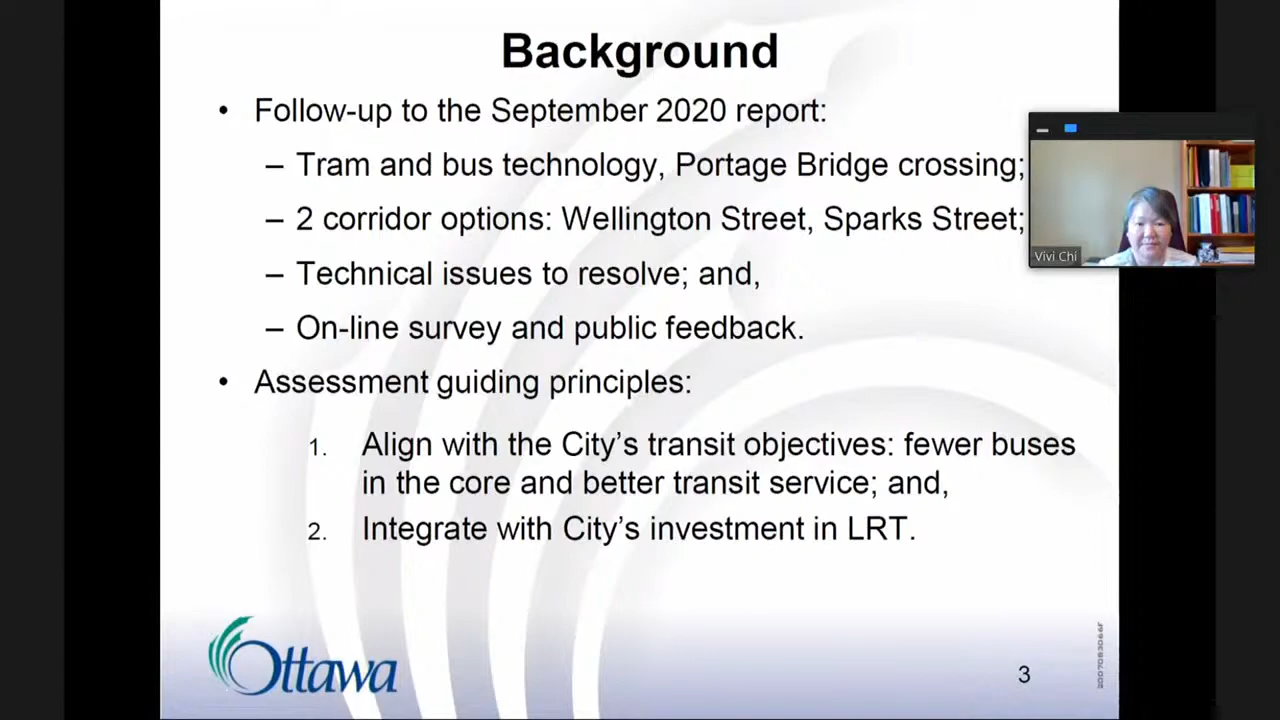 Background
• Follow-up to the September 2020 report:
– Tram and bus technology, Portage Bridge crossing;
– 2 corridor options: Wellington Street, Sparks Street;
– Technical issues to resolve; and,
– On-line survey and public feedback.
• Assessment guiding principles:
1. Align with the City’s transit objectives: fewer buses
in the core and better transit service; and,
2. Integrate with City’s investment in LRT.
Vivi Chi
Ottawa
3
2007083066F